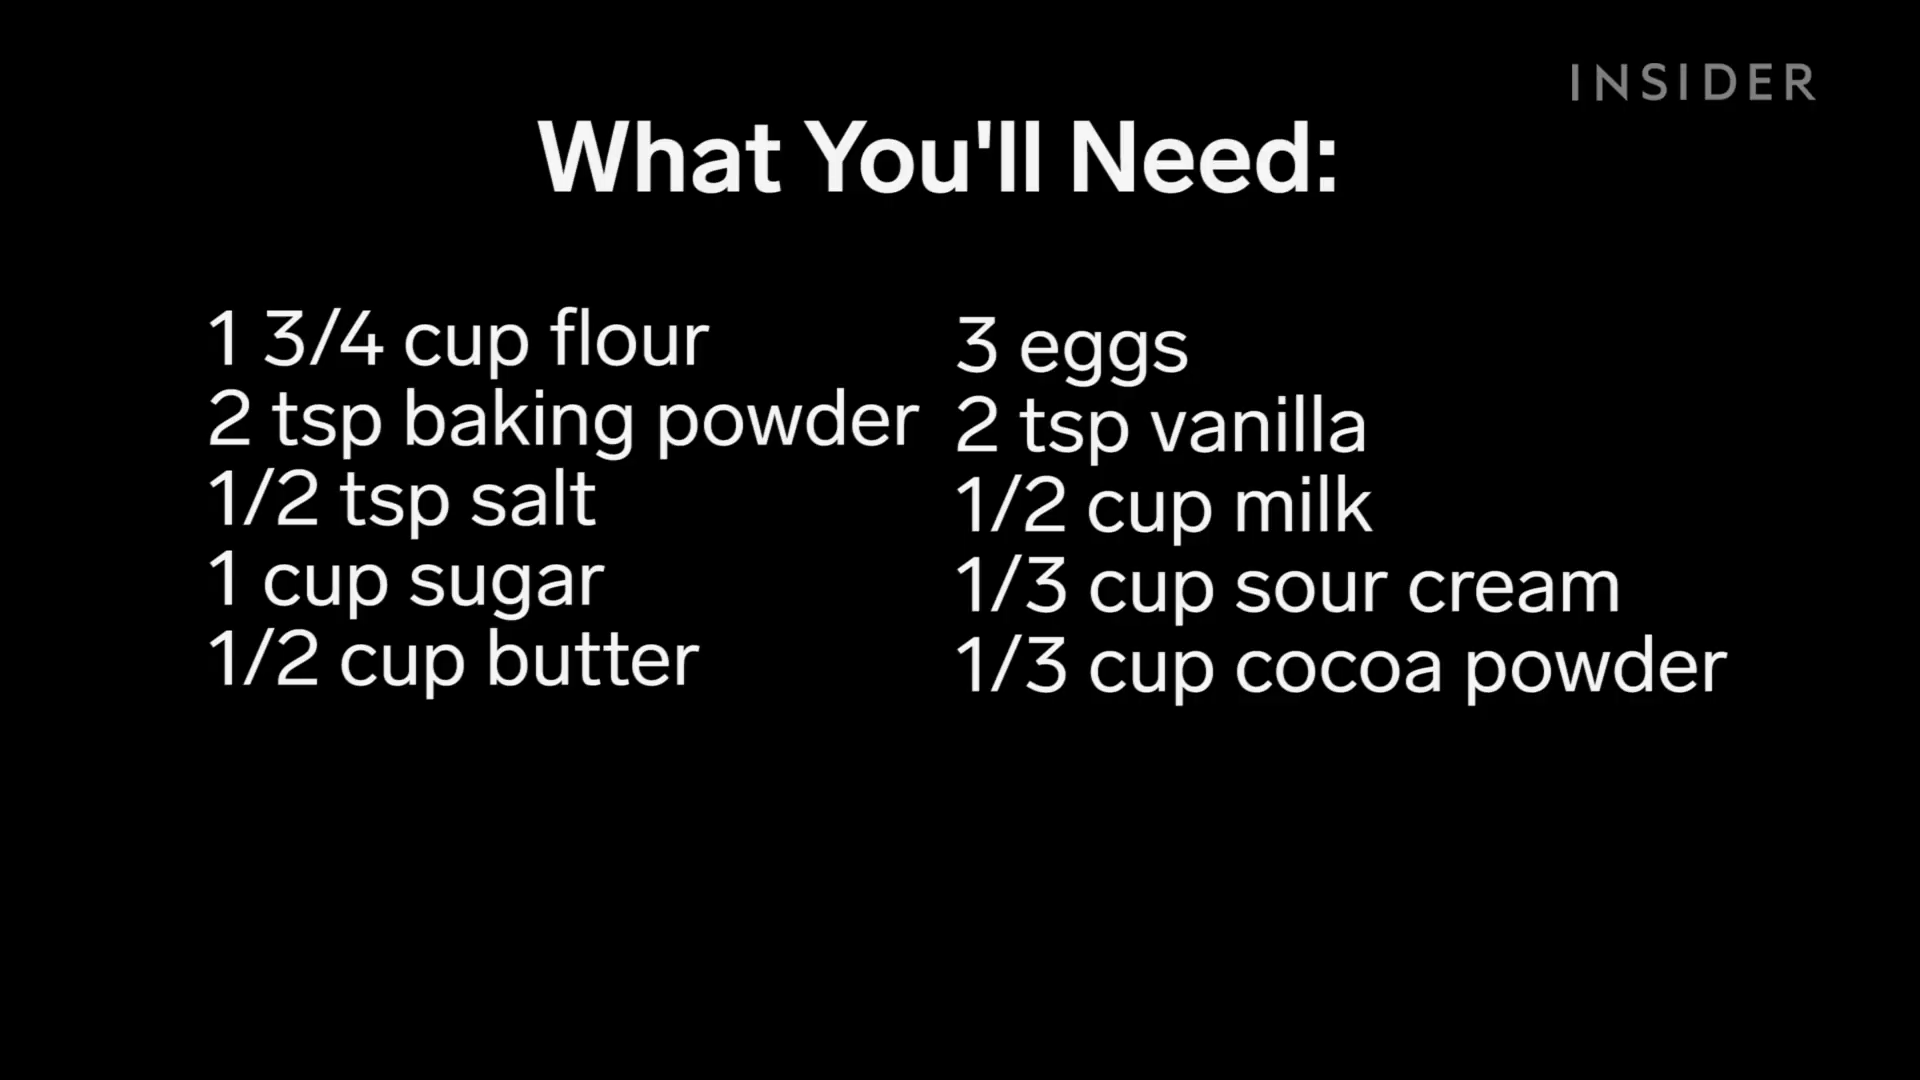 INSIDER
What You'll Need:
1 3/4 cup flour
2 tsp baking powder
1/2 tsp salt
1 cup sugar
1/2 cup butter
3 eggs
2 tsp vanilla
1/2 cup milk
1/3 cup sour cream
1/3 cup cocoa powder